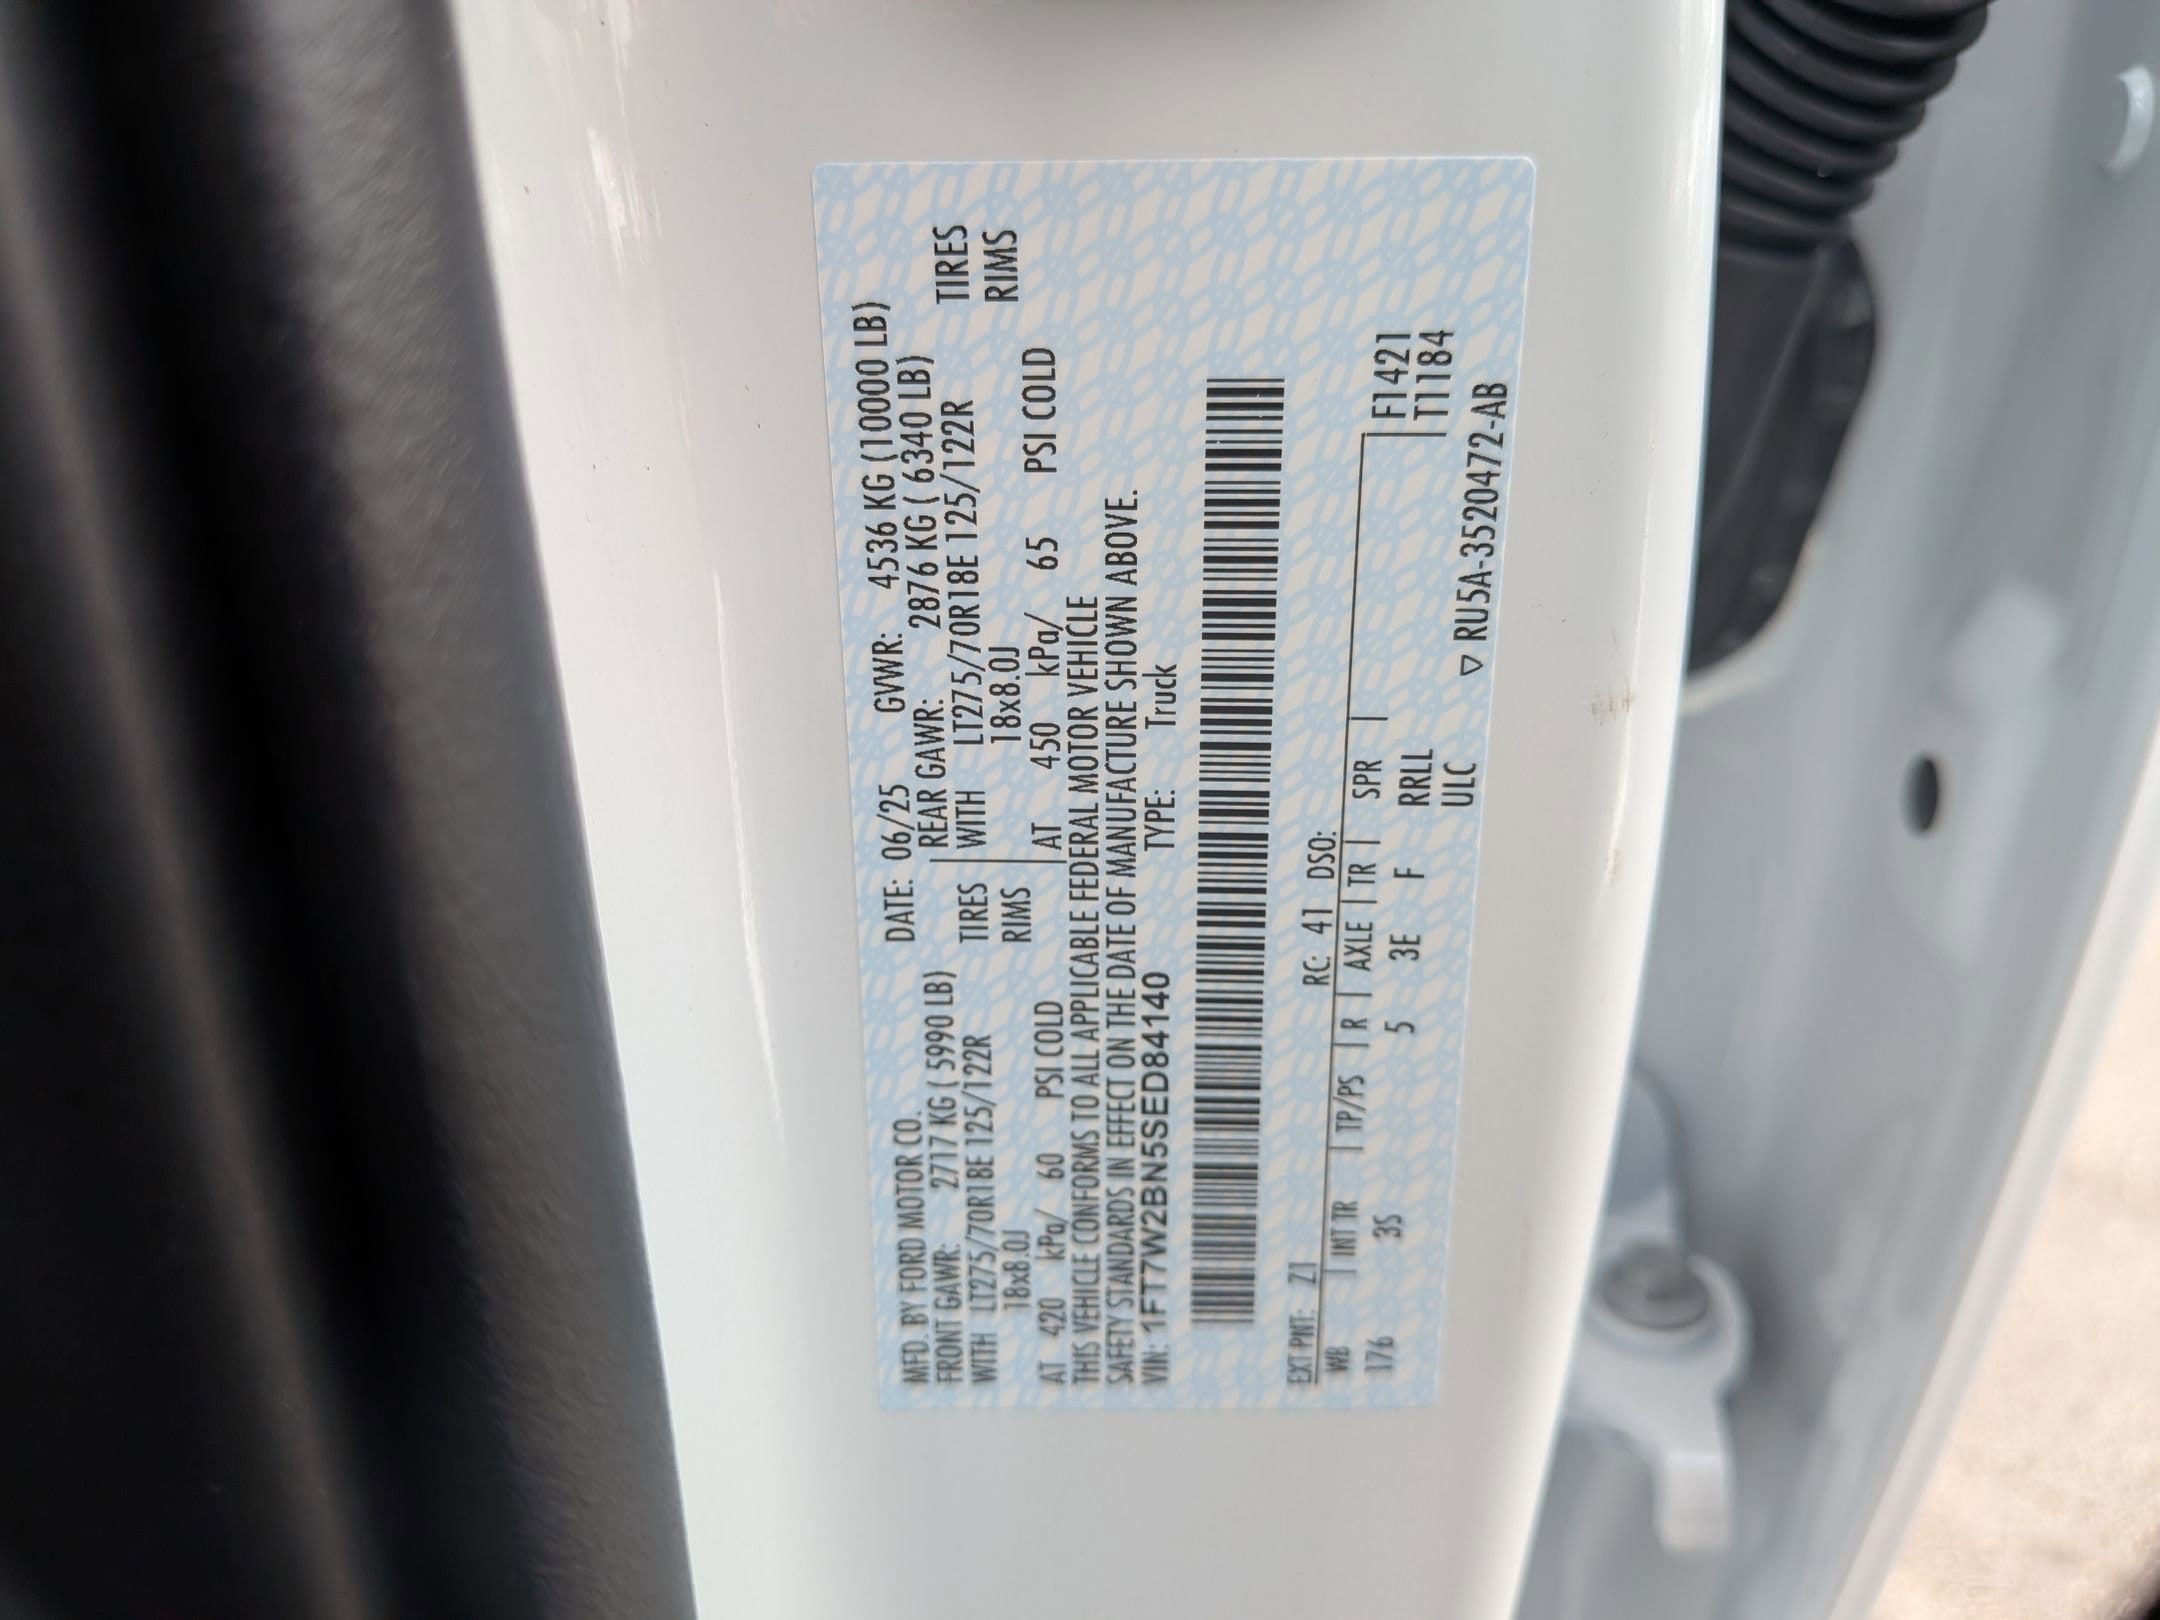 MFD. BY FORD MOTOR CO. DATE: 06/25 GVWR: 4536 KG (10000 LB)
FRONT GAWR: 2717 KG ( 5990 LB) REAR GAWR: 2876 KG ( 6340 LB)
WITH LT275/70R18E 125/122R TIRES WITH LT275/70R18E 125/122R TIRES
18x8.0J RIMS 18x8.0J RIMS
AT 420 kPa/ 60 PSI COLD AT 450 kPa/ 65 PSI COLD
THIS VEHICLE CONFORMS TO ALL APPLICABLE FEDERAL MOTOR VEHICLE
SAFETY STANDARDS IN EFFECT ON THE DATE OF MANUFACTURE SHOWN ABOVE.
VIN: 1FT7W2BN5SED84140 TYPE: Truck
EXT PNT: Z1 RC: 41 DSO:
WB INT TR TP/PS R AXLE TR SPR F1421
176 3S 5 3E F RRLL T1184
ULC
▽ RU5A-3520472-AB